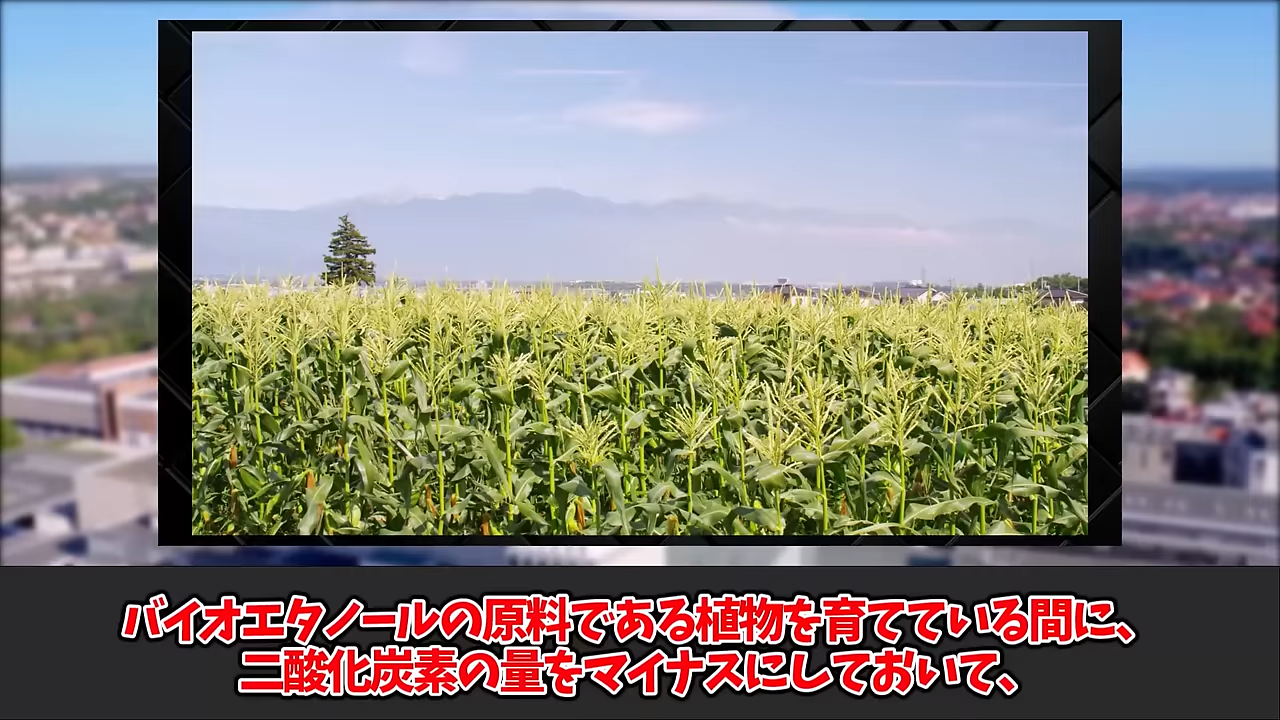 バイオエタノールの原料である植物を育てている間に、
二酸化炭素の量をマイナスにしておいて、